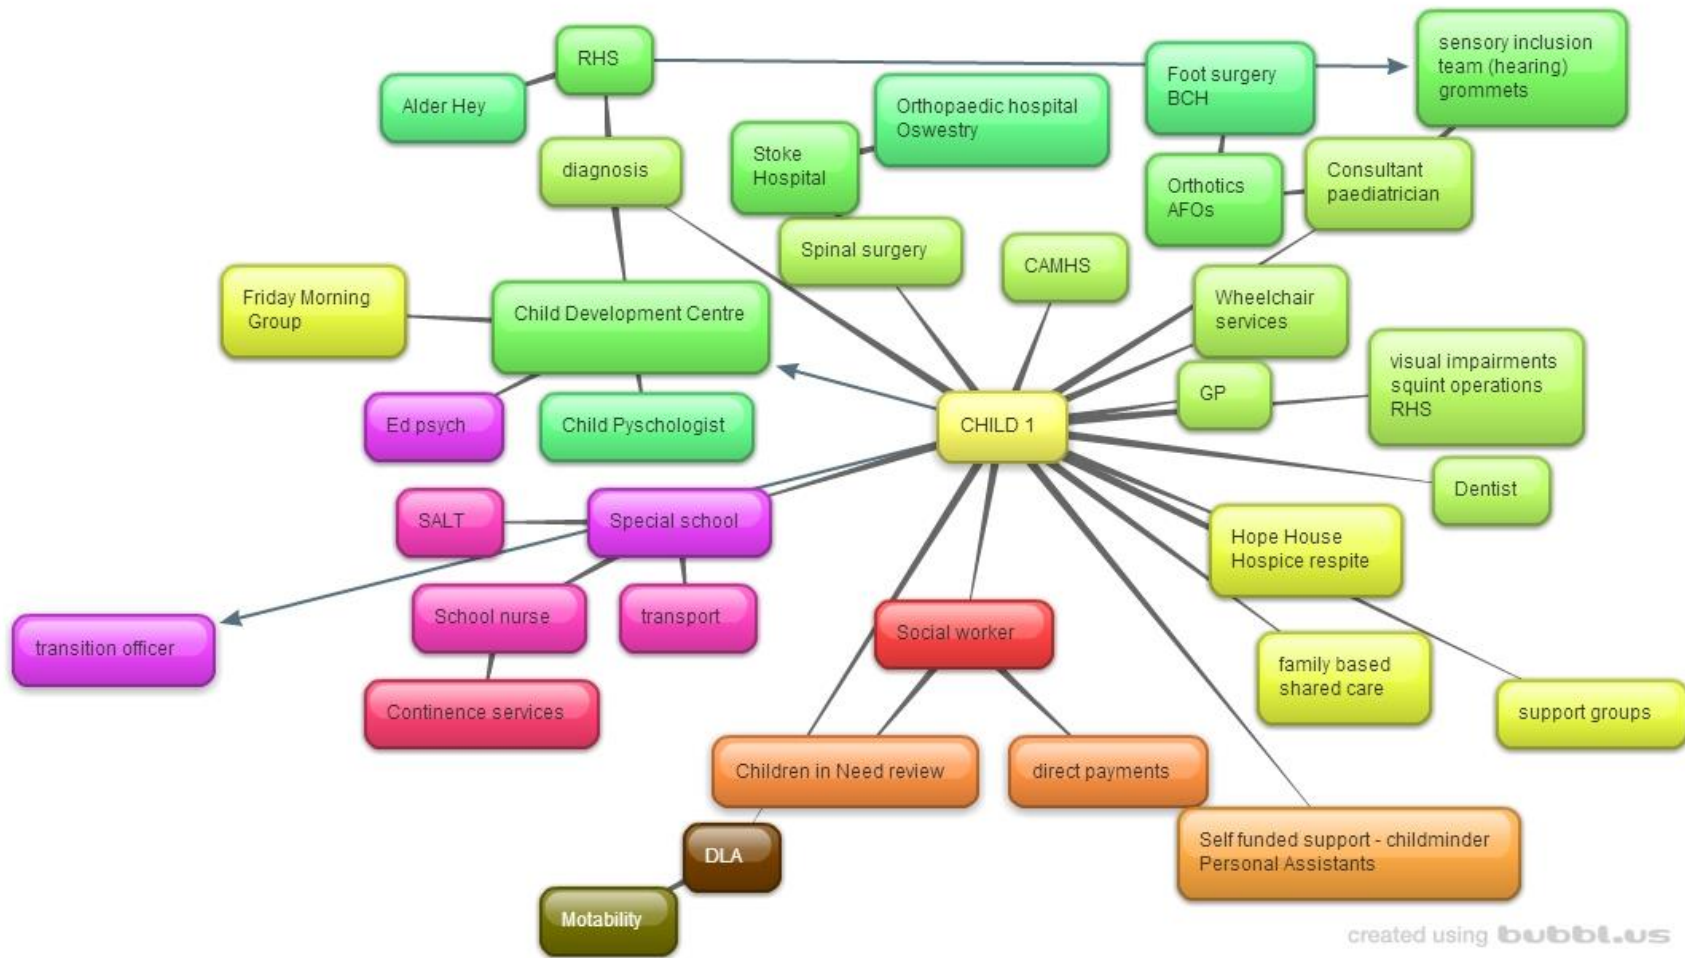 RHS
Alder Hey
Foot surgery
BCH
sensory inclusion
team (hearing)
grommets
Orthopaedic hospital
Oswestry
diagnosis
Stoke
Hospital
Orthotics
AFOs
Consultant
paediatrician
Spinal surgery
CAMHS
Friday Morning
Group
Child Development Centre
Wheelchair
services
visual impairments
squint operations
RHS
GP
Ed psych
Child Pyschologist
CHILD 1
Dentist
SALT
Special school
Hope House
Hospice respite
School nurse
transport
Social worker
transition officer
family based
shared care
support groups
Continence services
Children in Need review
direct payments
DLA
Self funded support - childminder
Personal Assistants
Motability
created using bubbl.us